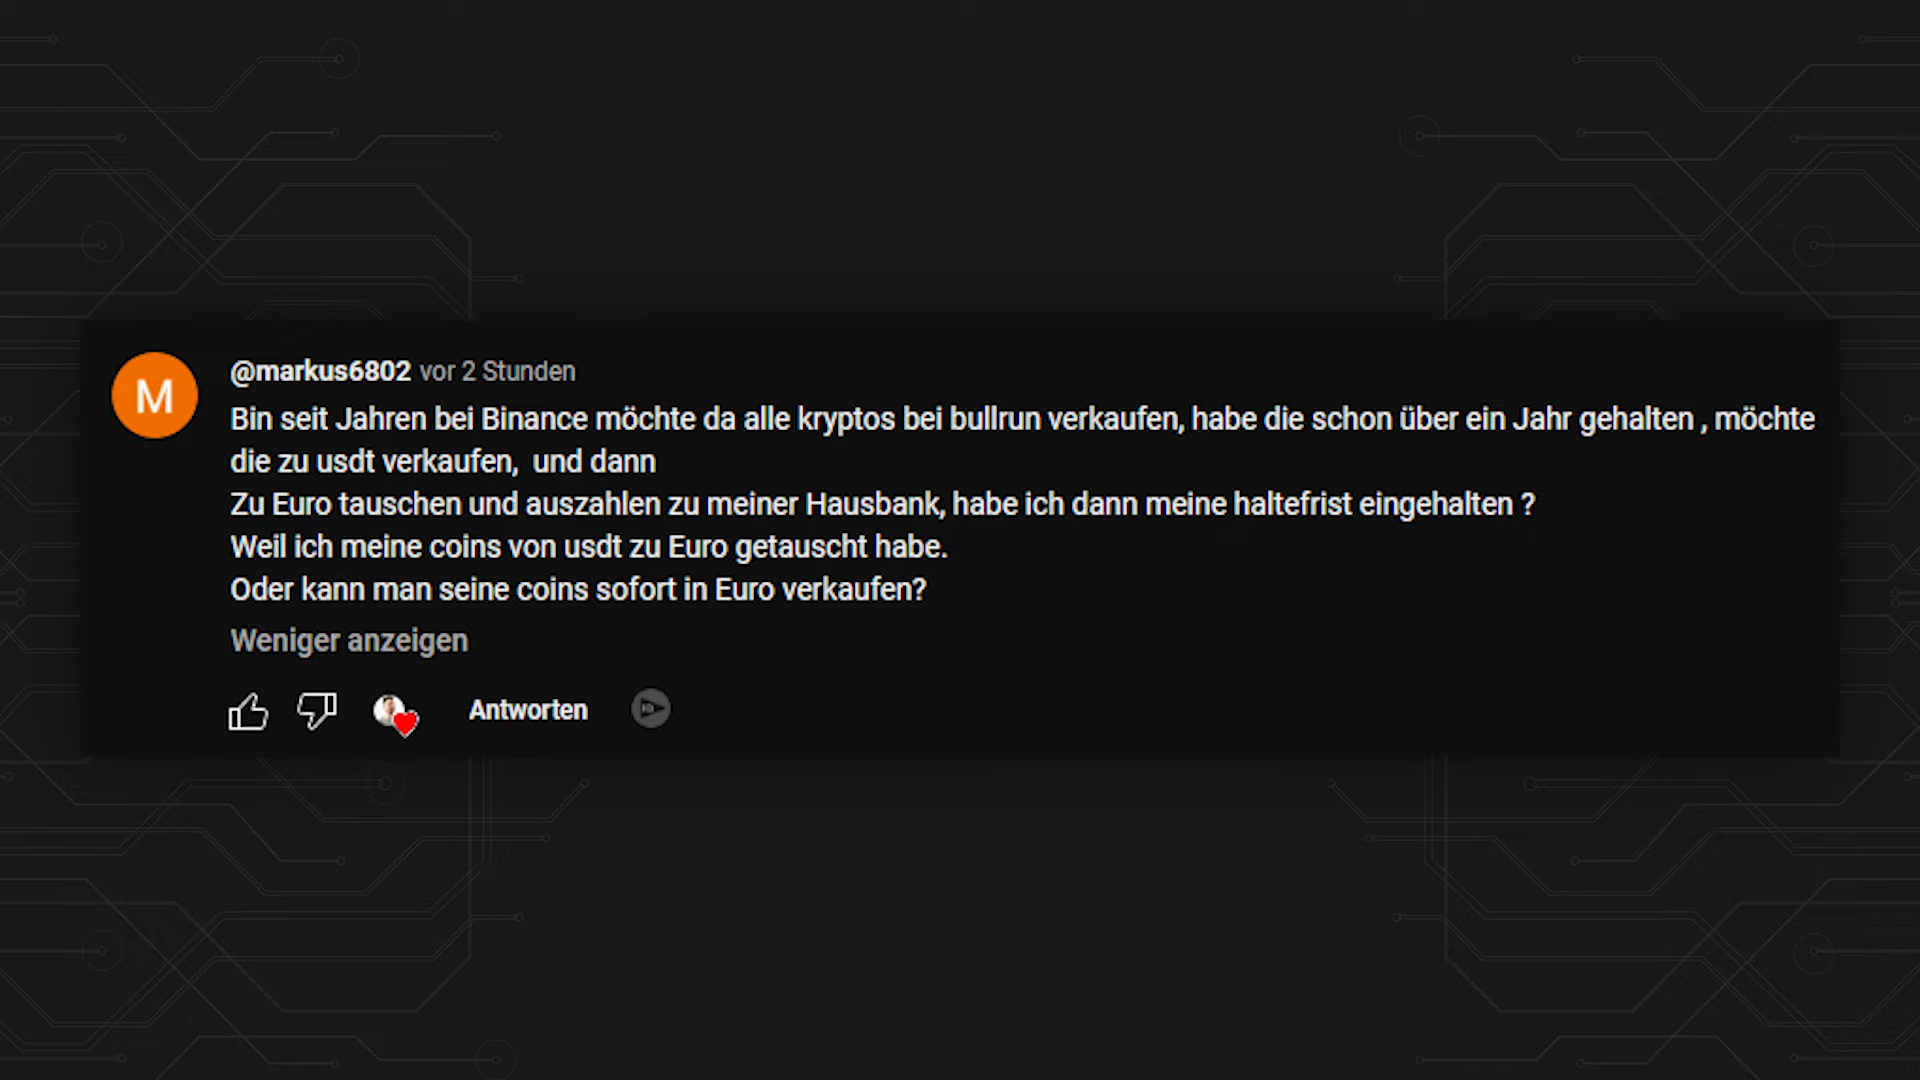 M
@markus6802 vor 2 Stunden
Bin seit Jahren bei Binance möchte da alle kryptos bei bullrun verkaufen, habe die schon über ein Jahr gehalten , möchte
die zu usdt verkaufen,  und dann
Zu Euro tauschen und auszahlen zu meiner Hausbank, habe ich dann meine haltefrist eingehalten ?
Weil ich meine coins von usdt zu Euro getauscht habe.
Oder kann man seine coins sofort in Euro verkaufen?
Weniger anzeigen
Antworten